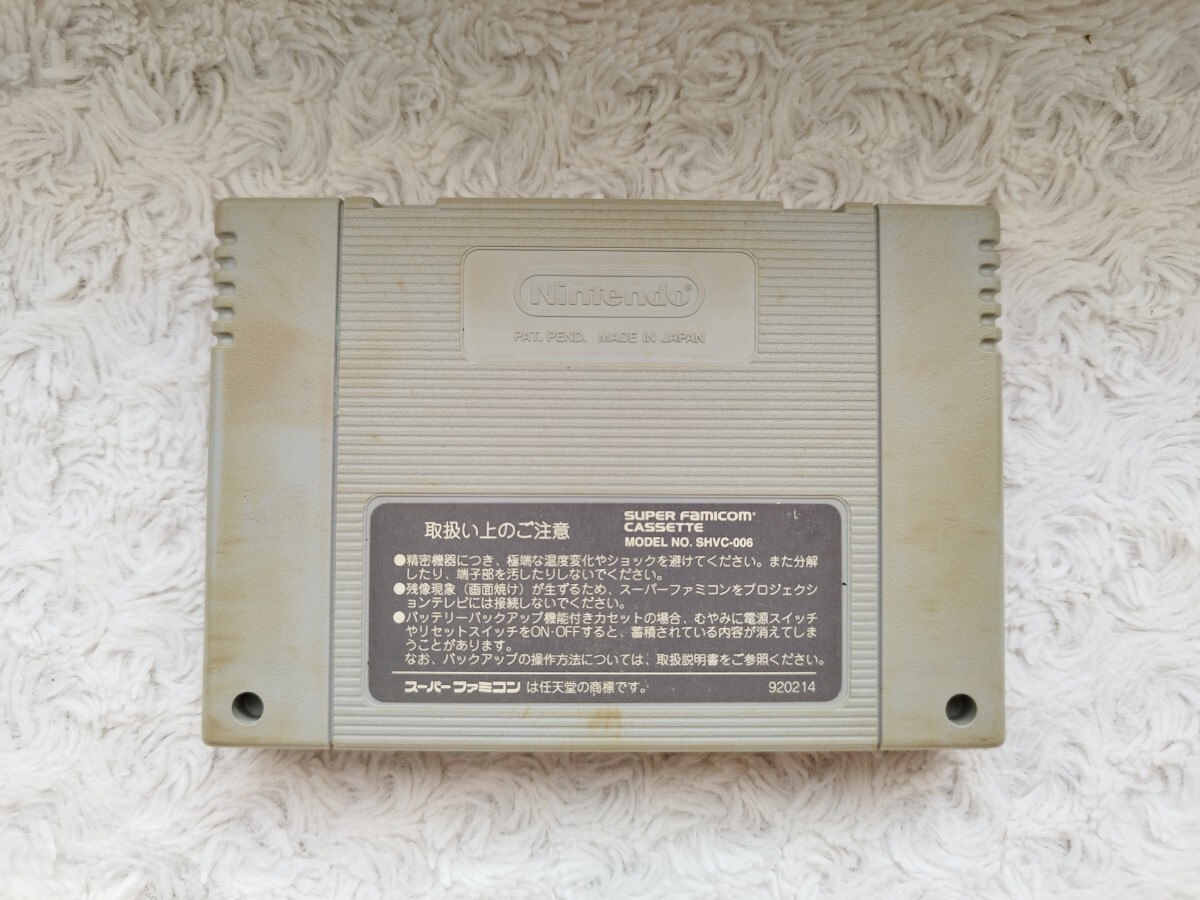 Nintendo®
PAT. PEND. MADE IN JAPAN
取扱い上のご注意
SUPER FAMICOM
CASSETTE
MODEL NO. SHVC-006
●精密機器につき、極端な温度変化やショックを避けてください。また分解
したり、端子部を汚したりしないでください。
●残像現象（画面焼け）が生ずるため、スーパーファミコンをプロジェクシ
ョンテレビには接続しないでください。
●バッテリーバックアップ機能付きカセットの場合、むやみに電源スイッチ
やリセットスイッチをON・OFFすると、蓄積されている内容が消えてしま
うことがあります。
なお、バックアップの操作方法については、取扱説明書をご参照ください。
スーパーファミコン は任天堂の商標です。 920214